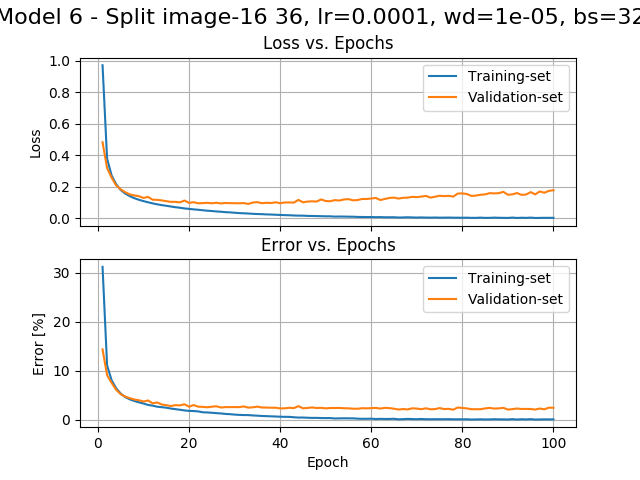 Model 6 - Split image-16 36, lr=0.0001, wd=1e-05, bs=32
Loss vs. Epochs
1.0
0.8
0.6
0.4
0.2
0.0
Loss
Training-set
Validation-set
Error vs. Epochs
30
20
10
0
Error [%]
Training-set
Validation-set
0 20 40 60 80 100
Epoch